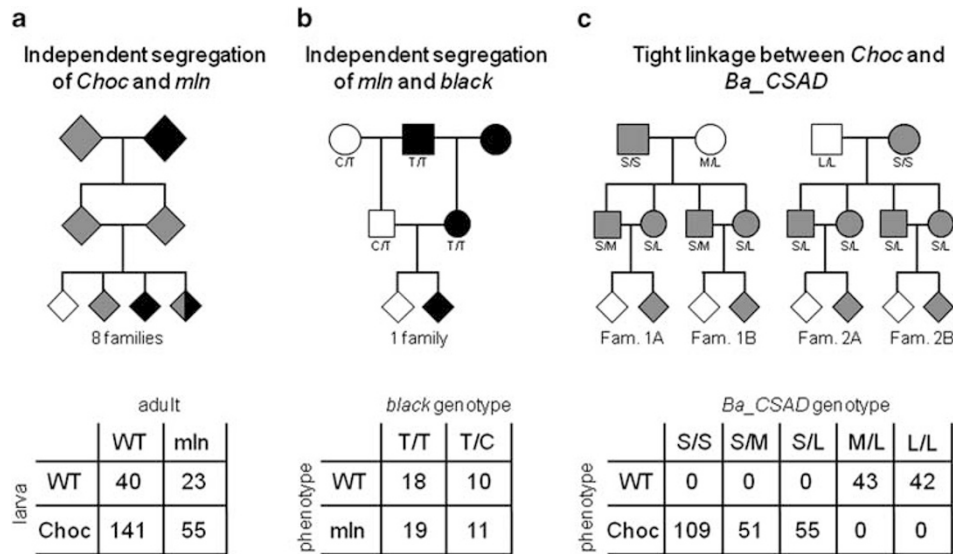 a
Independent segregation
of Choc and mln
8 families
adult
WT mln
larva
WT 40 23
Choc 141 55
b
Independent segregation
of mln and black
C/T T/T
C/T T/T
1 family
black genotype
T/T T/C
phenotype
WT 18 10
mln 19 11
c
Tight linkage between Choc and
Ba_CSAD
S/S M/L L/L S/S
S/M S/L S/M S/L S/L S/L S/L S/L
Fam. 1A Fam. 1B Fam. 2A Fam. 2B
Ba_CSAD genotype
S/S S/M S/L M/L L/L
phenotype
WT 0 0 0 43 42
Choc 109 51 55 0 0